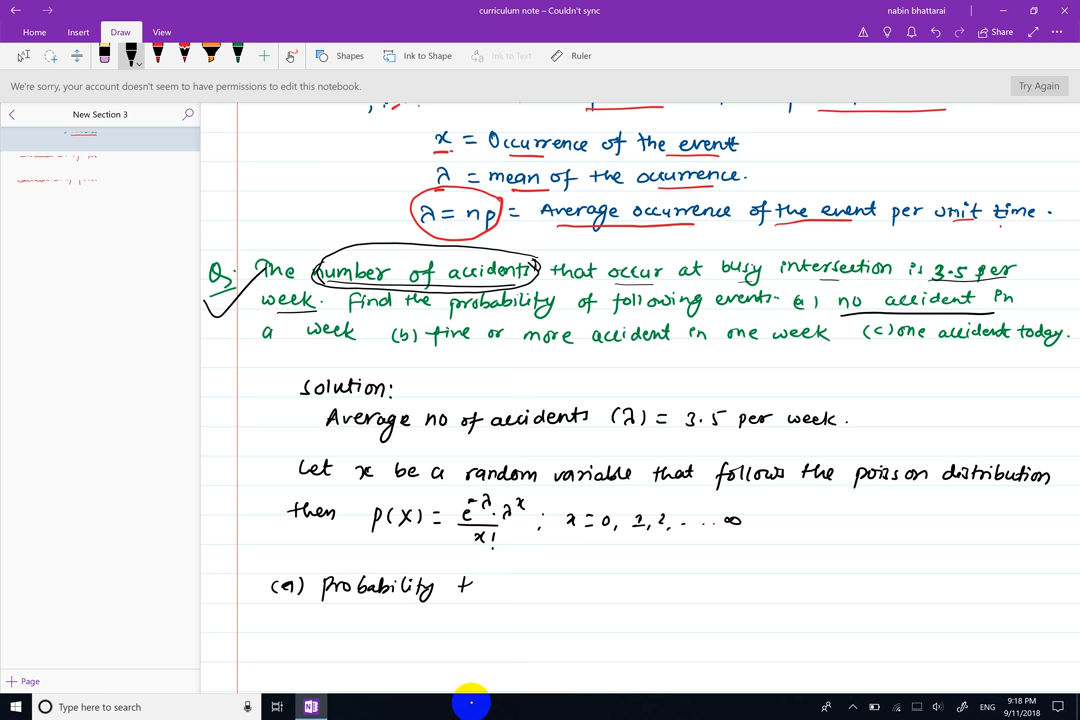 curriculum note – Couldn't sync
nabin bhattarai
Home Insert Draw View
Share
Shapes Ink to Shape Ink to Text Ruler
We're sorry, your account doesn't seem to have permissions to edit this notebook.
Try Again
New Section 3
x = Occurrence of the event
λ = mean of the ocurrence.
λ = np = Average occurrence of the event per unit time.
Q: The number of accidents that occur at busy intersection is 3.5 per
week. Find the probability of following events. (a) no accident in
a week (b) five or more accident in one week (c) one accident today.
Solution:
Average no of accidents (λ) = 3.5 per week.
Let x be a random variable that follows the poisson distribution
then P(X) = e^-λ · λ^x / x! ; x = 0, 1, 2, ..... ∞
(a) Probability t
+ Page
Type here to search
ENG
9:18 PM
9/11/2018